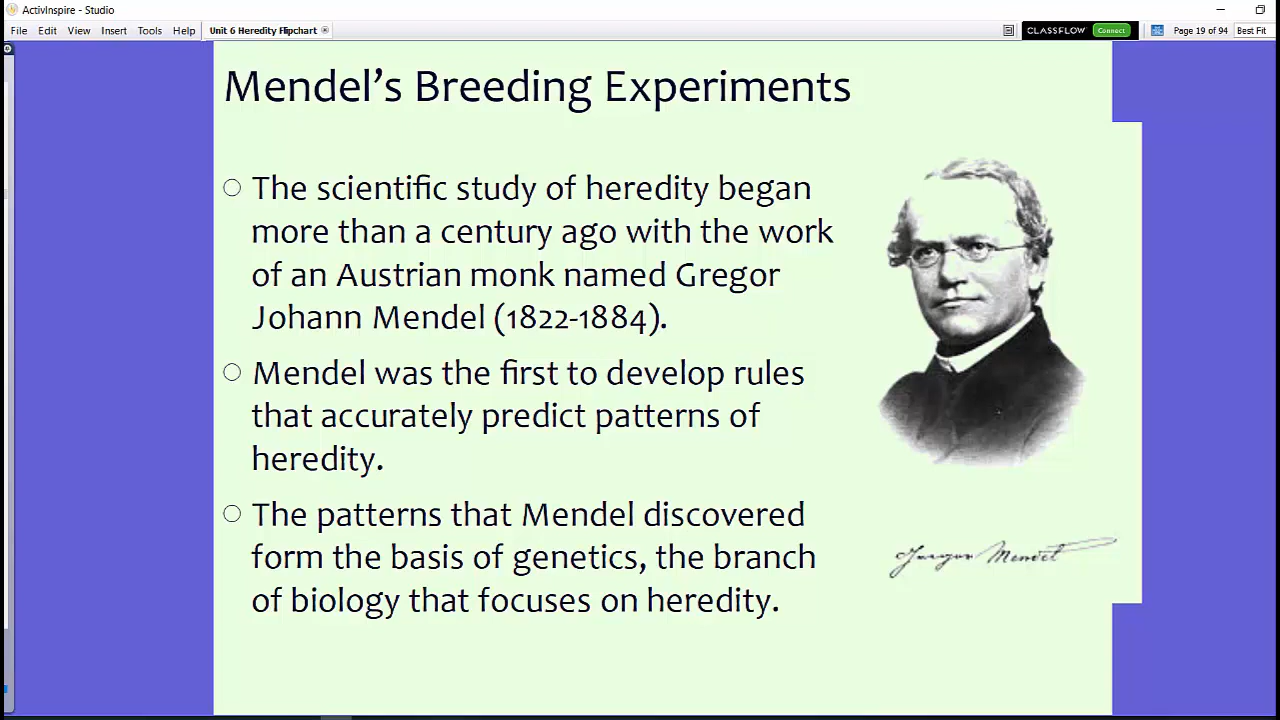 ActivInspire - Studio
File Edit View Insert Tools Help Unit 6 Heredity Flipchart CLASSFLOW Connect Page 19 of 94 Best Fit
Mendel's Breeding Experiments
The scientific study of heredity began
more than a century ago with the work
of an Austrian monk named Gregor
Johann Mendel (1822-1884).
Mendel was the first to develop rules
that accurately predict patterns of
heredity.
The patterns that Mendel discovered
form the basis of genetics, the branch
of biology that focuses on heredity.
Gregor Mendel